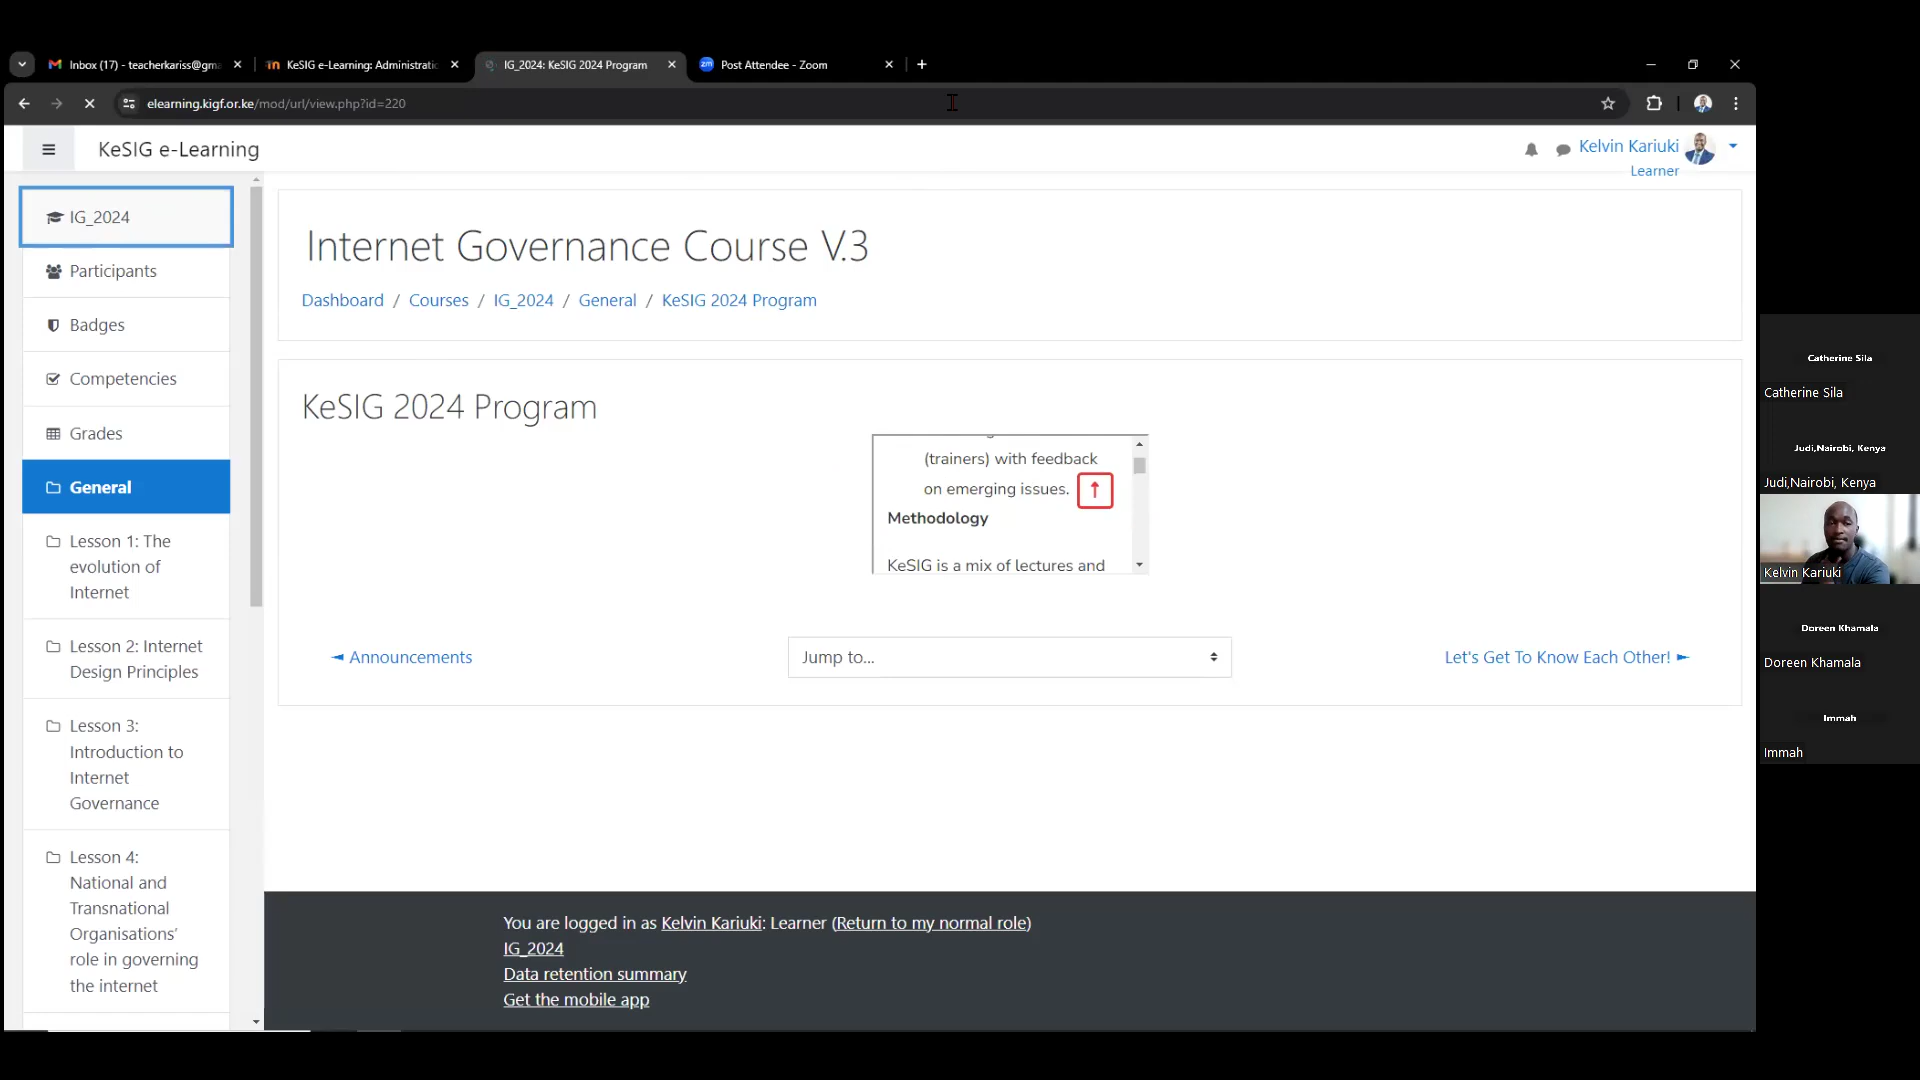 Inbox (17) - teacherkariss@gma
KeSIG e-Learning: Administratio
IG_2024: KeSIG 2024 Program
zm Post Attendee - Zoom
elearning.kigf.or.ke/mod/url/view.php?id=220
KeSIG e-Learning
Kelvin Kariuki
Learner
IG_2024
Participants
Badges
Competencies
Grades
General
Lesson 1: The
evolution of
Internet
Lesson 2: Internet
Design Principles
Lesson 3:
Introduction to
Internet
Governance
Lesson 4:
National and
Transnational
Organisations’
role in governing
the internet
Internet Governance Course V.3
Dashboard / Courses / IG_2024 / General / KeSIG 2024 Program
KeSIG 2024 Program
(trainers) with feedback
on emerging issues.
Methodology
KeSIG is a mix of lectures and
◄ Announcements
Jump to...
Let's Get To Know Each Other! ►
You are logged in as Kelvin Kariuki: Learner (Return to my normal role)
IG_2024
Data retention summary
Get the mobile app
Catherine Sila
Catherine Sila
Judi,Nairobi, Kenya
Judi,Nairobi, Kenya
Kelvin Kariuki
Doreen Khamala
Doreen Khamala
Immah
Immah